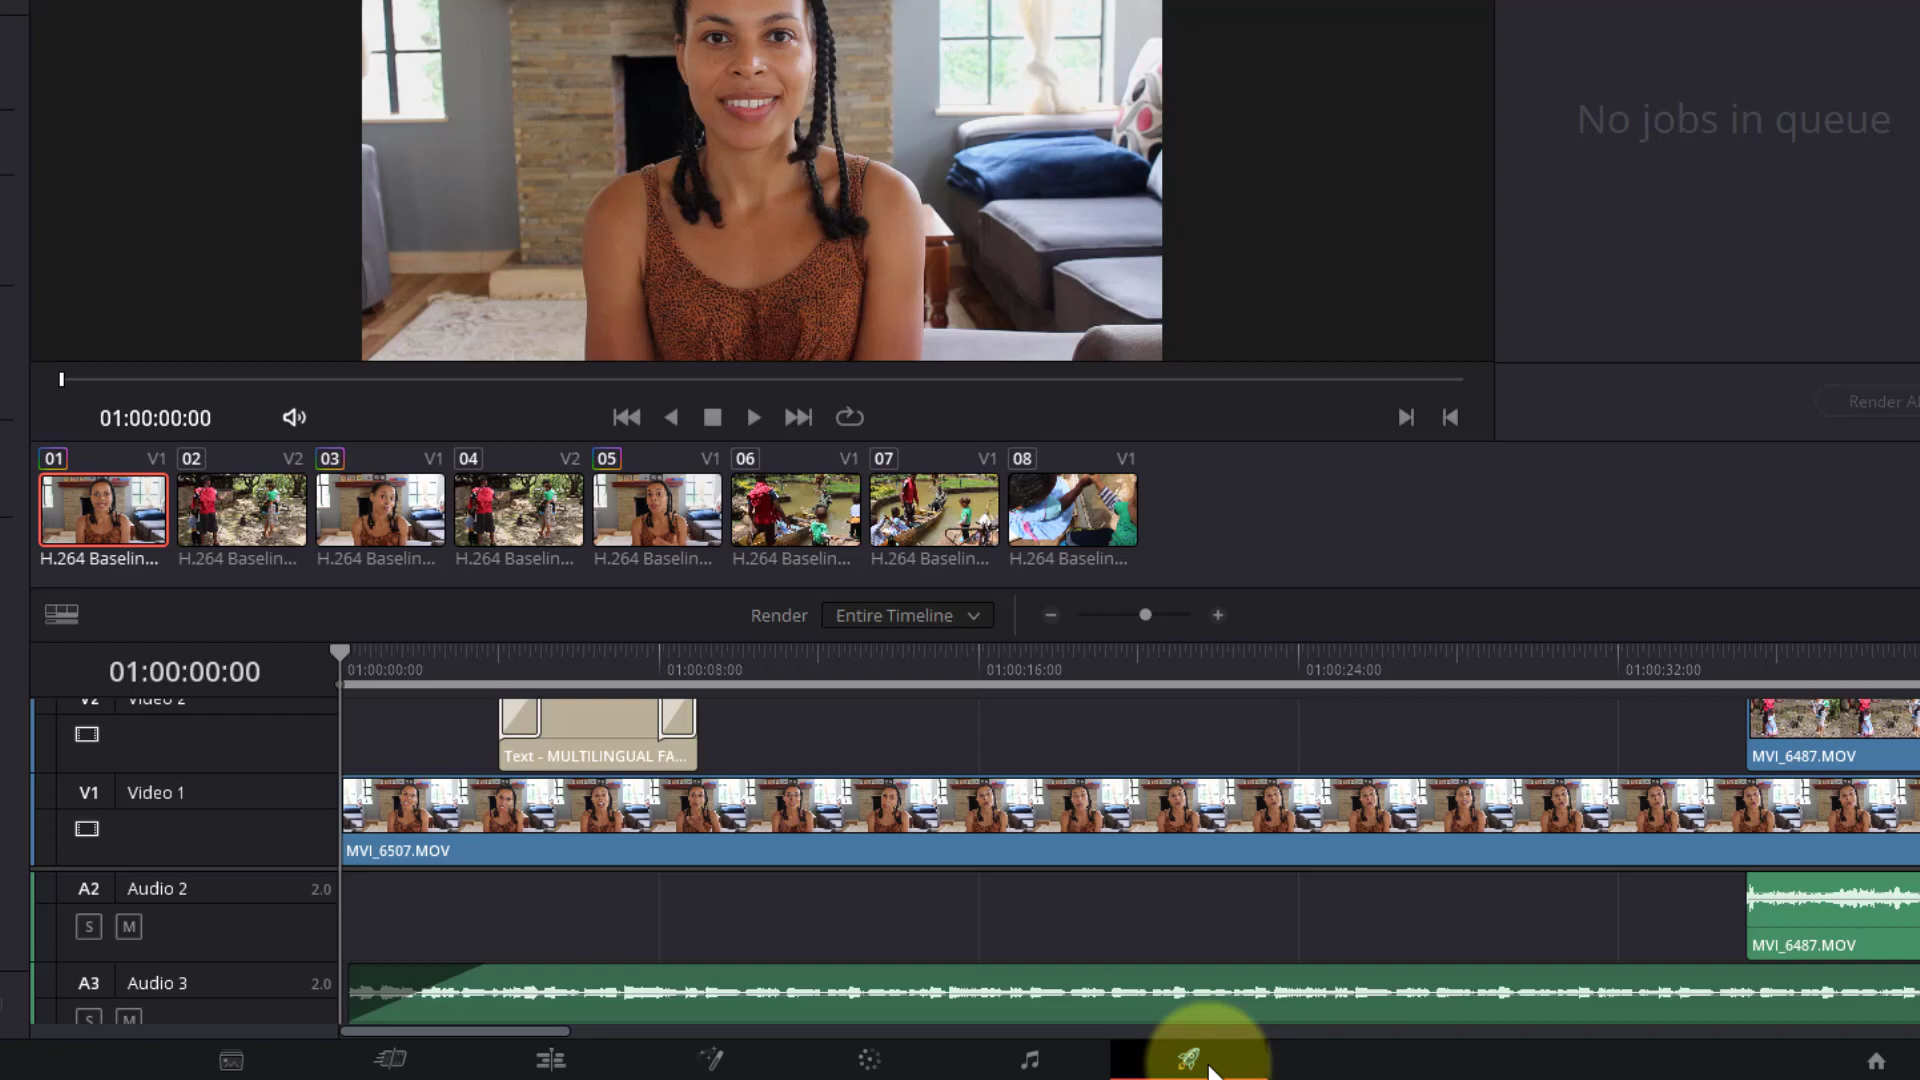 No jobs in queue
01:00:00:00
Render Al
01 V1 02 V2 03 V1 04 V2 05 V1 06 V1 07 V1 08 V1
H.264 Baselin... H.264 Baselin... H.264 Baselin... H.264 Baselin... H.264 Baselin... H.264 Baselin... H.264 Baselin... H.264 Baselin...
Render Entire Timeline
01:00:00:00 01:00:00:00 01:00:08:00 01:00:16:00 01:00:24:00 01:00:32:00
V2 Video 2
Text - MULTILINGUAL FA...
MVI_6487.MOV
V1 Video 1
MVI_6507.MOV
A2 Audio 2 2.0
S M
MVI_6487.MOV
A3 Audio 3 2.0
S M